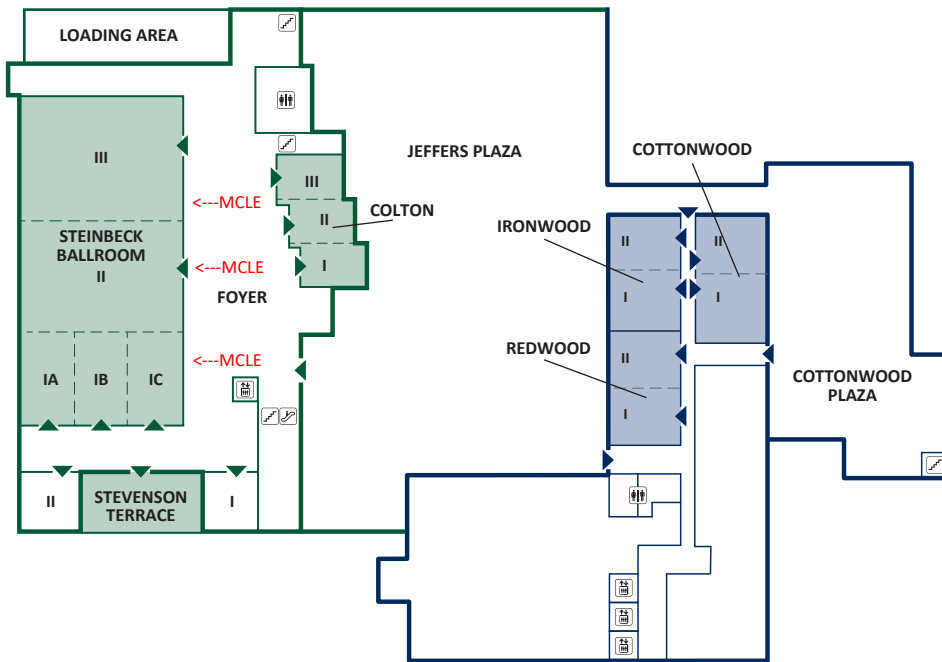 LOADING AREA
JEFFERS PLAZA
COTTONWOOD
III
III
<---MCLE
II
COLTON
IRONWOOD
II
II
STEINBECK
BALLROOM
II
<---MCLE
I
FOYER
I
I
REDWOOD
II
<---MCLE
IA
IB
IC
COTTONWOOD
PLAZA
I
II
STEVENSON
TERRACE
I